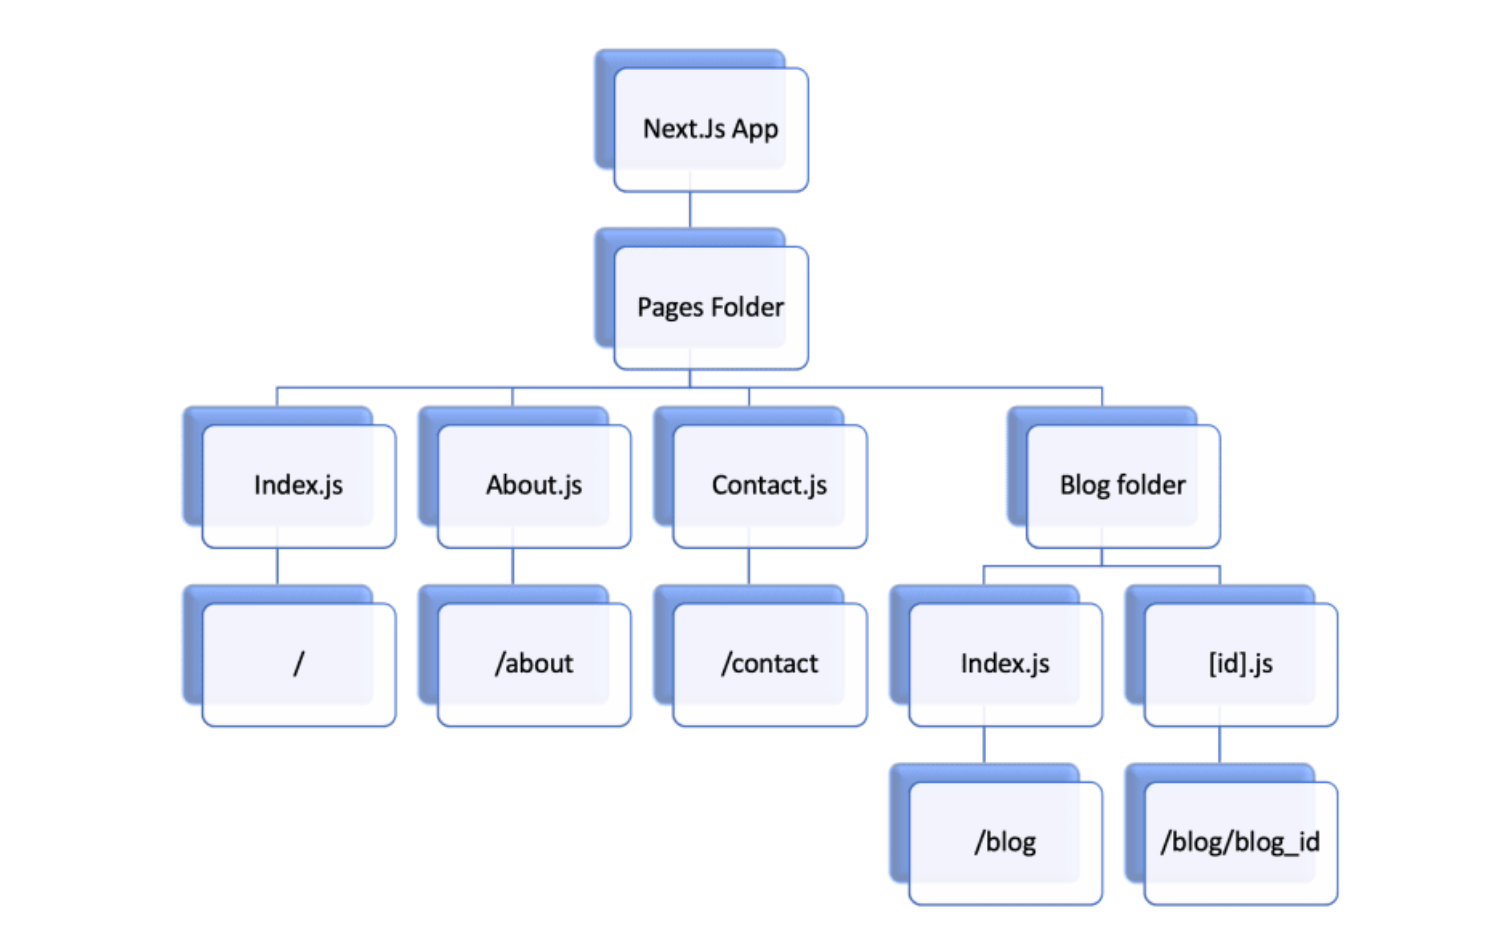 Next.Js App
Pages Folder
Index.js
About.js
Contact.js
Blog folder
/
/about
/contact
Index.js
[id].js
/blog
/blog/blog_id